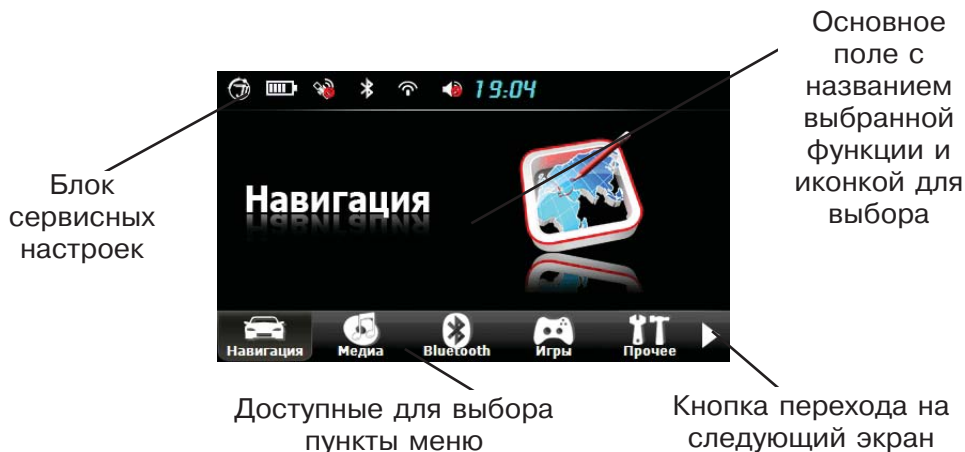 Основное
поле с
названием
выбранной
функции и
иконкой для
выбора
19:04
Блок
сервисных
настроек
Навигация
Навигация
Медиа
Bluetooth
Игры
Прочее
Доступные для выбора
пункты меню
Кнопка перехода на
следующий экран